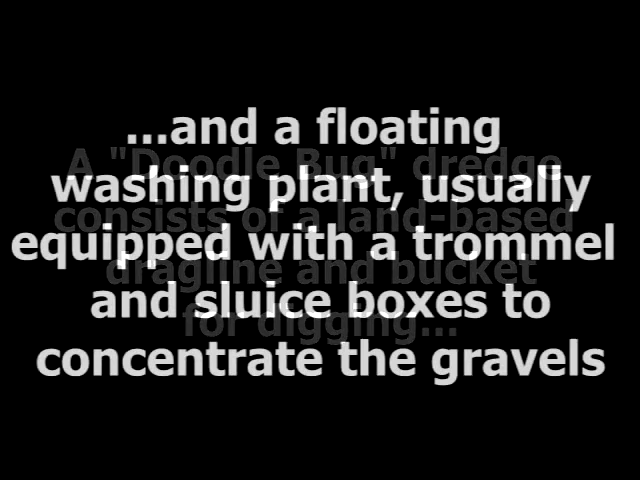 ...and a floating
washing plant, usually
equipped with a trommel
and sluice boxes to
concentrate the gravels
A "Doodle Bug" dredge
consists of a land-based
dragline and bucket
for digging...